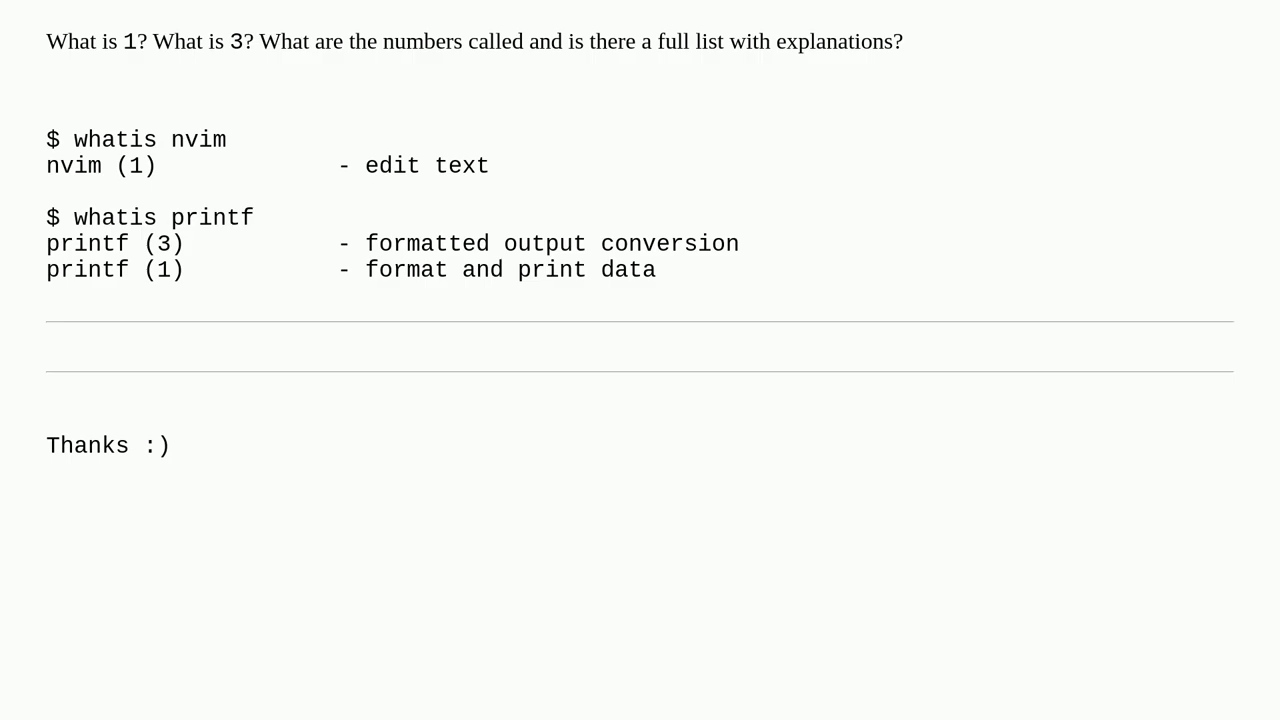 What is 1? What is 3? What are the numbers called and is there a full list with explanations?
$ whatis nvim
nvim (1)             - edit text
$ whatis printf
printf (3)           - formatted output conversion
printf (1)           - format and print data
Thanks :)